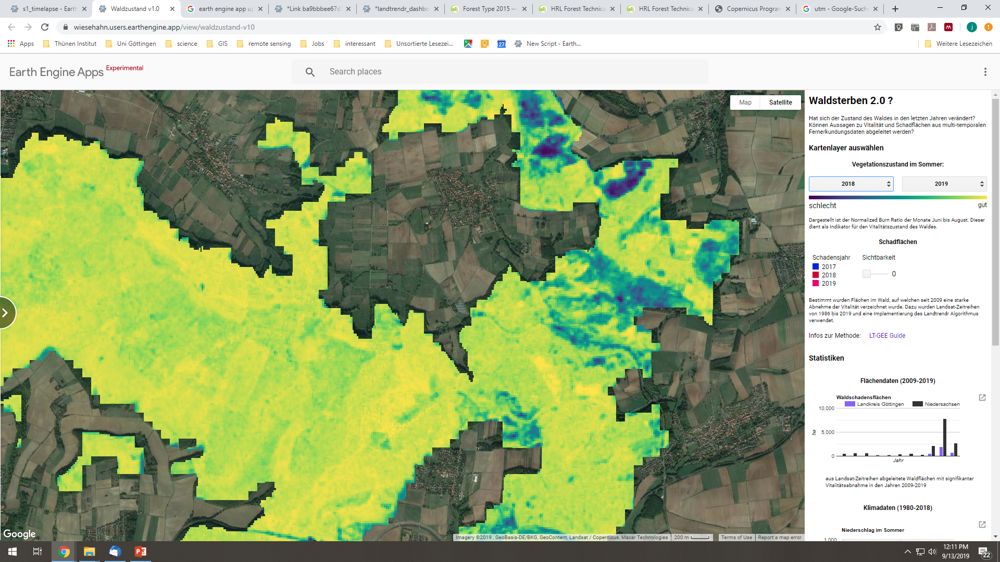 s1_timelapse - Earth
Waldzustand v1.0
earth engine app up
*Link ba9bbbee67d
*landtrendr_dashbo
Forest Type 2015 —
HRL Forest Technica
HRL Forest Technica
Copernicus Program
utm - Google-Suche
wiesehahn.users.earthengine.app/view/waldzustand-v10
j
Apps
Thünen Institut
Uni Göttingen
science
GIS
remote sensing
Jobs
interessant
Unsortierte Lesezei...
27
New Script - Earth...
Weitere Lesezeichen
Earth Engine Apps Experimental
Search places
Map
Satellite
Waldsterben 2.0 ?
Hat sich der Zustand des Waldes in den letzten Jahren verändert?
Können Aussagen zu Vitalität und Schadflächen aus multi-temporalen
Fernerkundungsdaten abgeleitet werden?
Kartenlayer auswählen
Vegetationszustand im Sommer:
2018
2019
schlecht
gut
Dargestellt ist der Normalized Burn Ratio der Monate Juni bis August. Dieser
dient als Indikator für den Vitalitätszustand des Waldes.
Schadflächen
Schadensjahr
Sichtbarkeit
2017
2018
2019
0
Bestimmt wurden Flächen im Wald, auf welchen seit 2009 eine starke
Abnahme der Vitalität verzeichnet wurde. Dazu wurden Landsat-Zeitreihen
von 1986 bis 2019 und eine Implementierung des Landtrendr Algorithmus
verwendet.
Infos zur Methode: LT-GEE Guide
Statistiken
Flächendaten (2009-2019)
Waldschadensflächen
Landkreis Göttingen
Niedersachsen
10,000
5,000
0
ha
Jahr
aus Landsat-Zeitreihen abgeleitete Waldflächen mit signifikanter
Vitalitätsabnahme in den Jahren 2009-2019
Klimadaten (1980-2018)
Niederschlag im Sommer
1,000
Google
Imagery ©2019 , GeoBasis-DE/BKG, GeoContent, Landsat / Copernicus, Maxar Technologies
200 m
Terms of Use
Report a map error
12:11 PM
9/13/2019
22